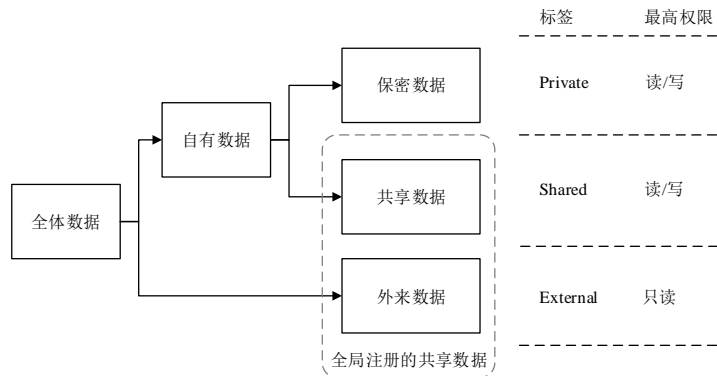 标签 最高权限
保密数据 Private 读/写
自有数据
共享数据 Shared 读/写
全体数据
外来数据 External 只读
全局注册的共享数据